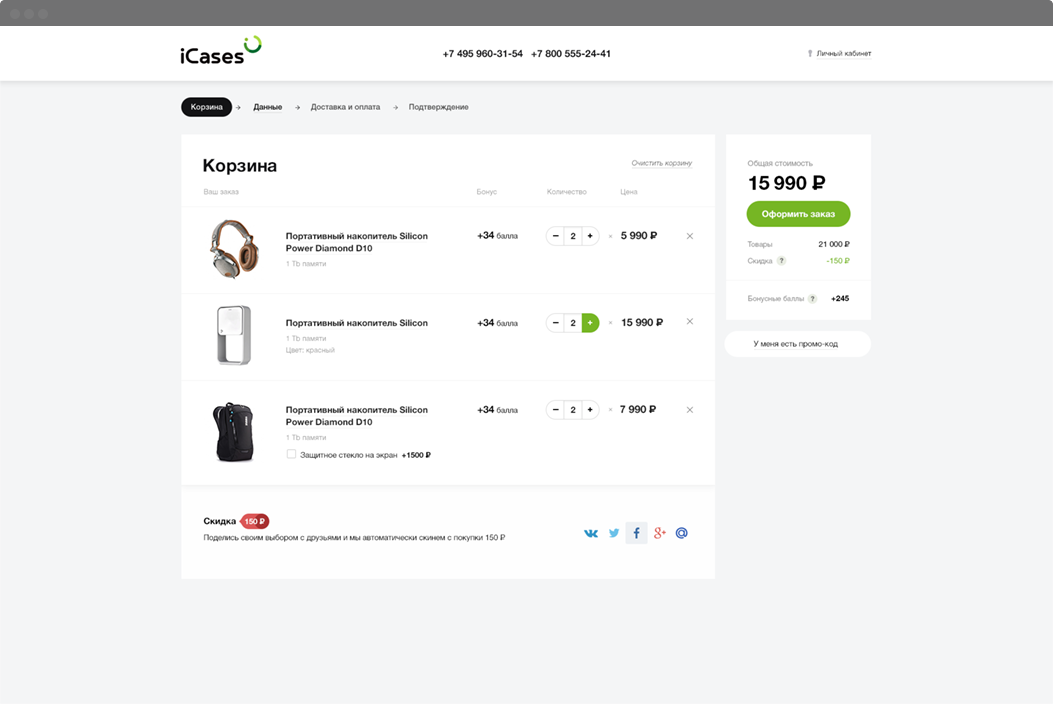 iCases
+7 495 960-31-54 +7 800 555-24-41
Личный кабинет
Корзина → Данные → Доставка и оплата → Подтверждение
Корзина
Очистить корзину
Ваш заказ Бонус Количество Цена
Портативный накопитель Silicon
Power Diamond D10
1 Tb памяти
+34 балла
− 2 + × 5 990 ₽ ×
Портативный накопитель Silicon
1 Tb памяти
Цвет: красный
+34 балла
− 2 + × 15 990 ₽ ×
Портативный накопитель Silicon
Power Diamond D10
1 Tb памяти
Защитное стекло на экран +1500 ₽
+34 балла
− 2 + × 7 990 ₽ ×
Скидка 150 ₽
Поделись своим выбором с друзьями и мы автоматически скинем с покупки 150 ₽
Общая стоимость
15 990 ₽
Оформить заказ
Товары 21 000 ₽
Скидка ? -150 ₽
Бонусные баллы ? +245
У меня есть промо-код